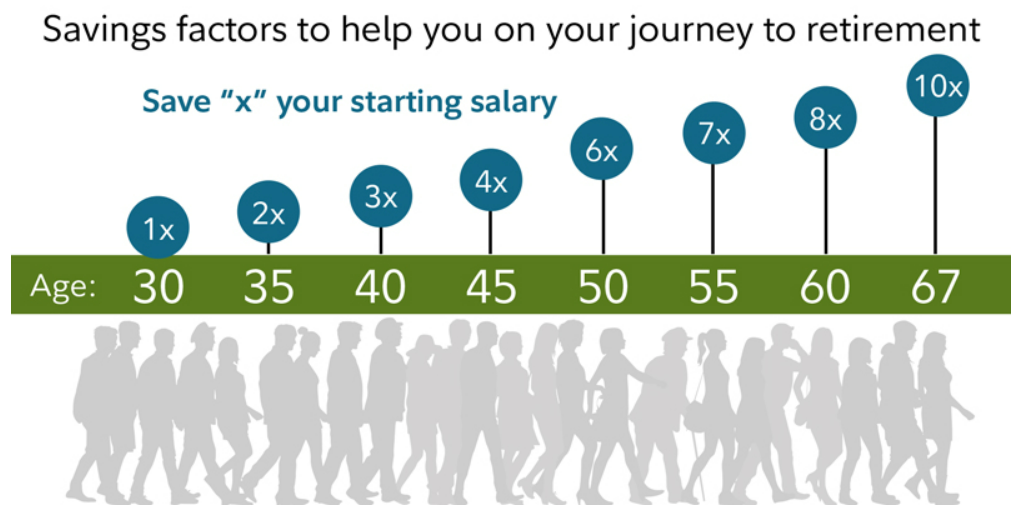 Savings factors to help you on your journey to retirement
Save “x” your starting salary
1x 2x 3x 4x 6x 7x 8x 10x
Age: 30 35 40 45 50 55 60 67